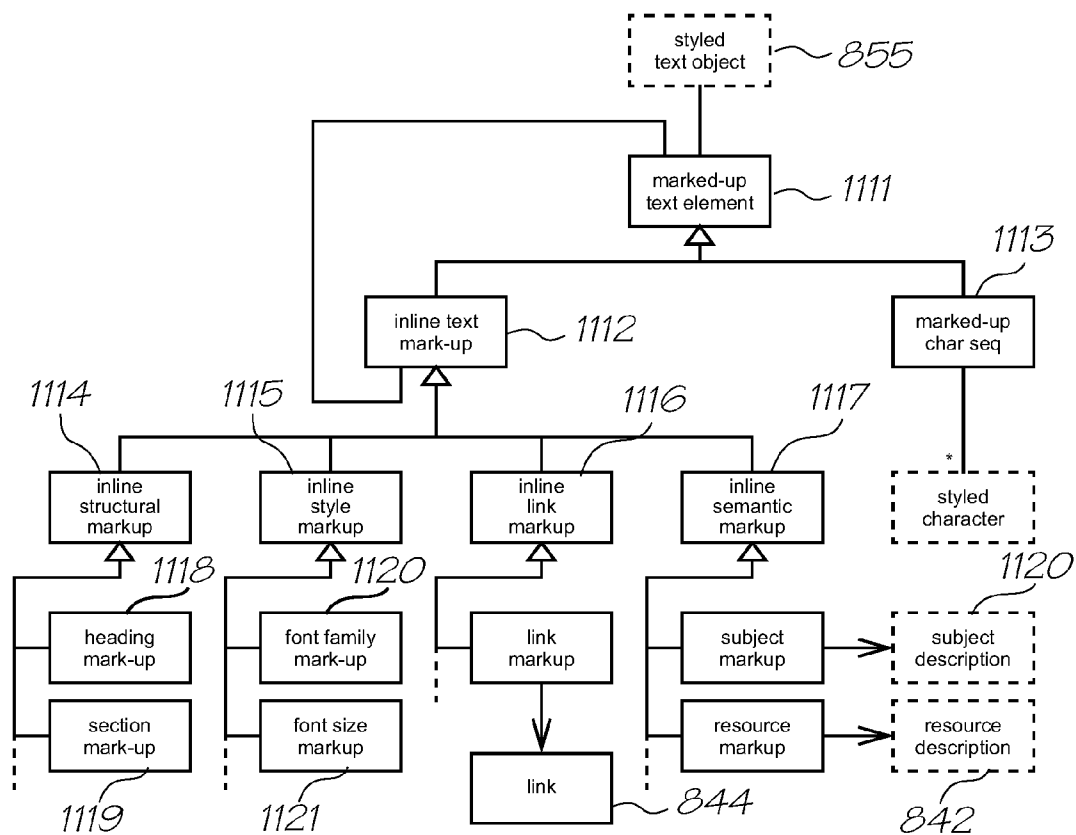 styled
text object
855
marked-up
text element
1111
1113
inline text
mark-up
1112
marked-up
char seq
1114
1115
1116
1117
inline
structural
markup
inline
style
markup
inline
link
markup
inline
semantic
markup
*
styled
character
1118
1120
1120
heading
mark-up
font family
mark-up
link
markup
subject
markup
subject
description
section
mark-up
font size
markup
resource
markup
resource
description
link
1119
1121
844
842